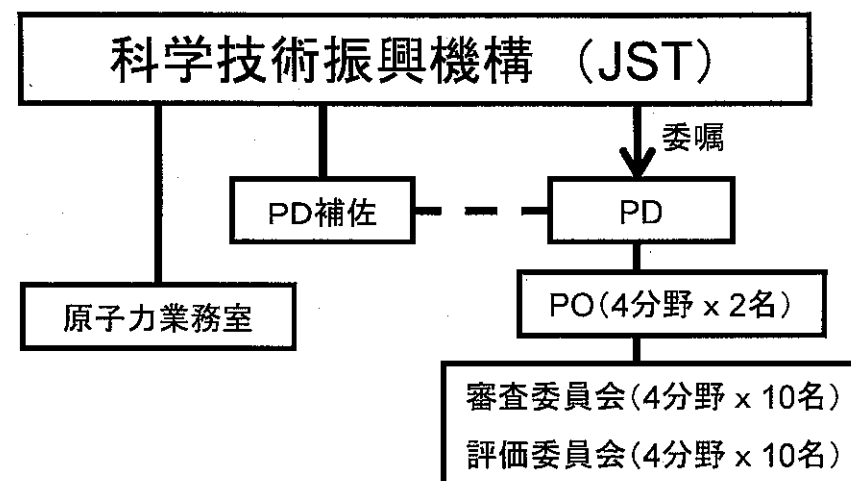 科学技術振興機構 (JST)
委嘱
PD補佐
PD
原子力業務室
PO(4分野 x 2名)
審査委員会(4分野 x 10名)
評価委員会(4分野 x 10名)